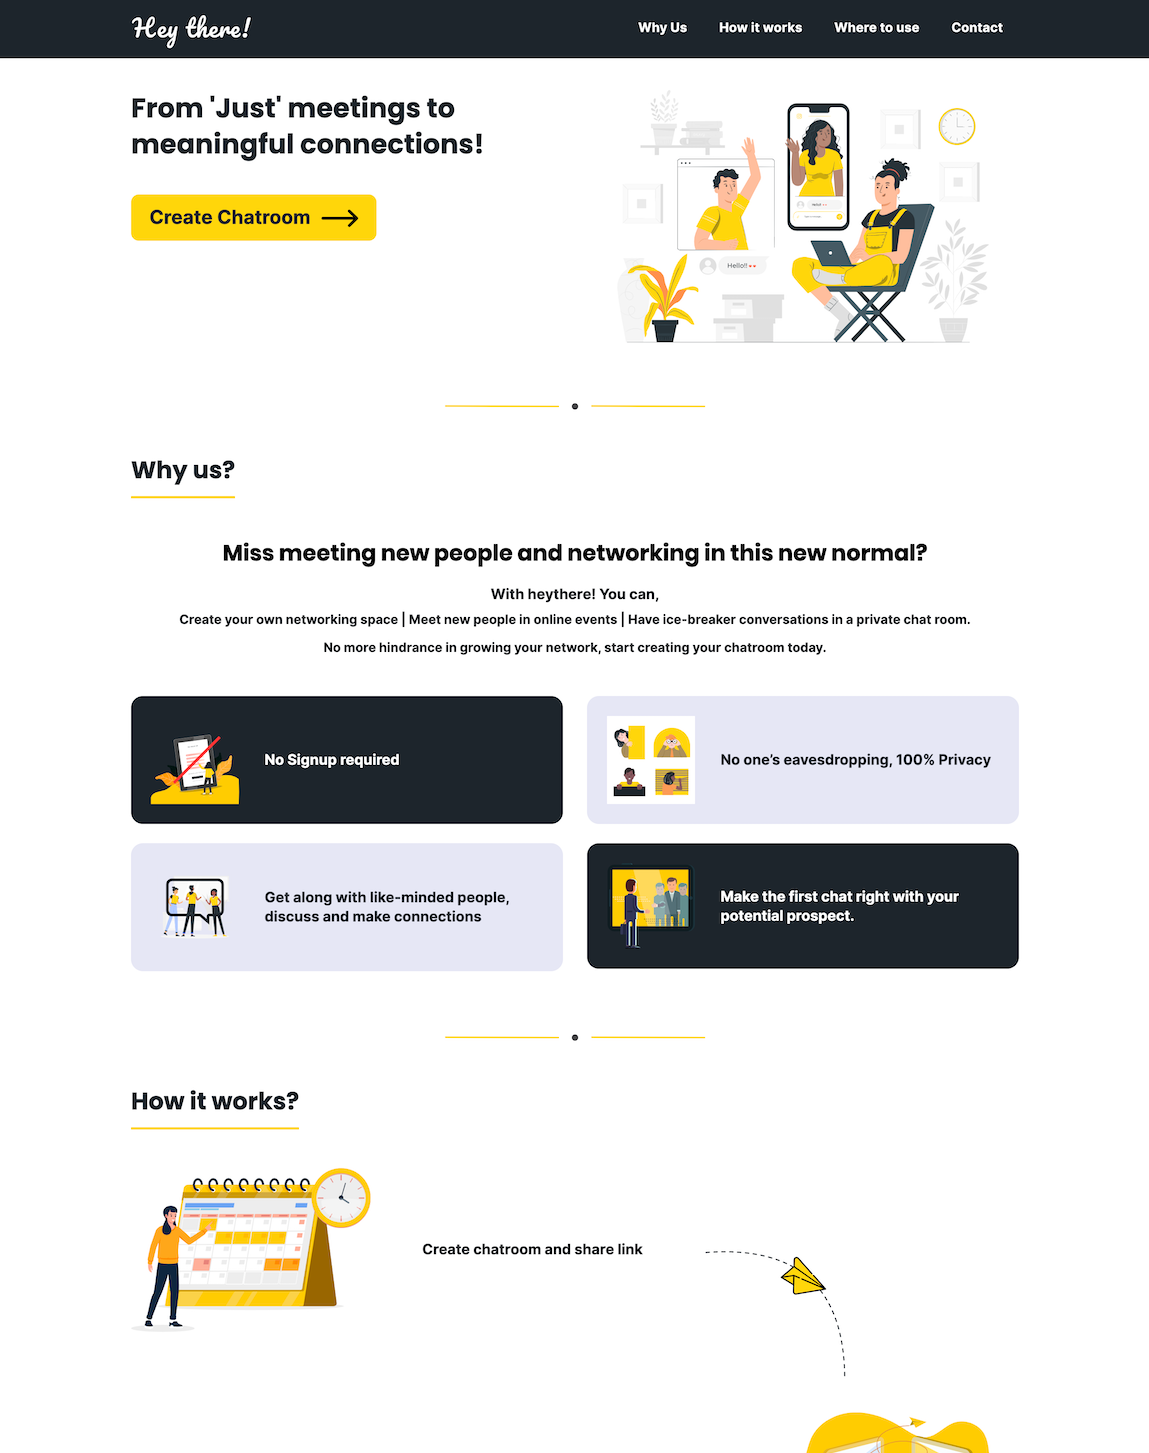 Hey there!
Why Us
How it works
Where to use
Contact
From 'Just' meetings to
meaningful connections!
Create Chatroom
Hello!!
Hello!!
Why us?
Miss meeting new people and networking in this new normal?
With heythere! You can,
Create your own networking space | Meet new people in online events | Have ice-breaker conversations in a private chat room.
No more hindrance in growing your network, start creating your chatroom today.
No Signup required
No one’s eavesdropping, 100% Privacy
Get along with like-minded people,
discuss and make connections
Make the first chat right with your
potential prospect.
How it works?
Create chatroom and share link